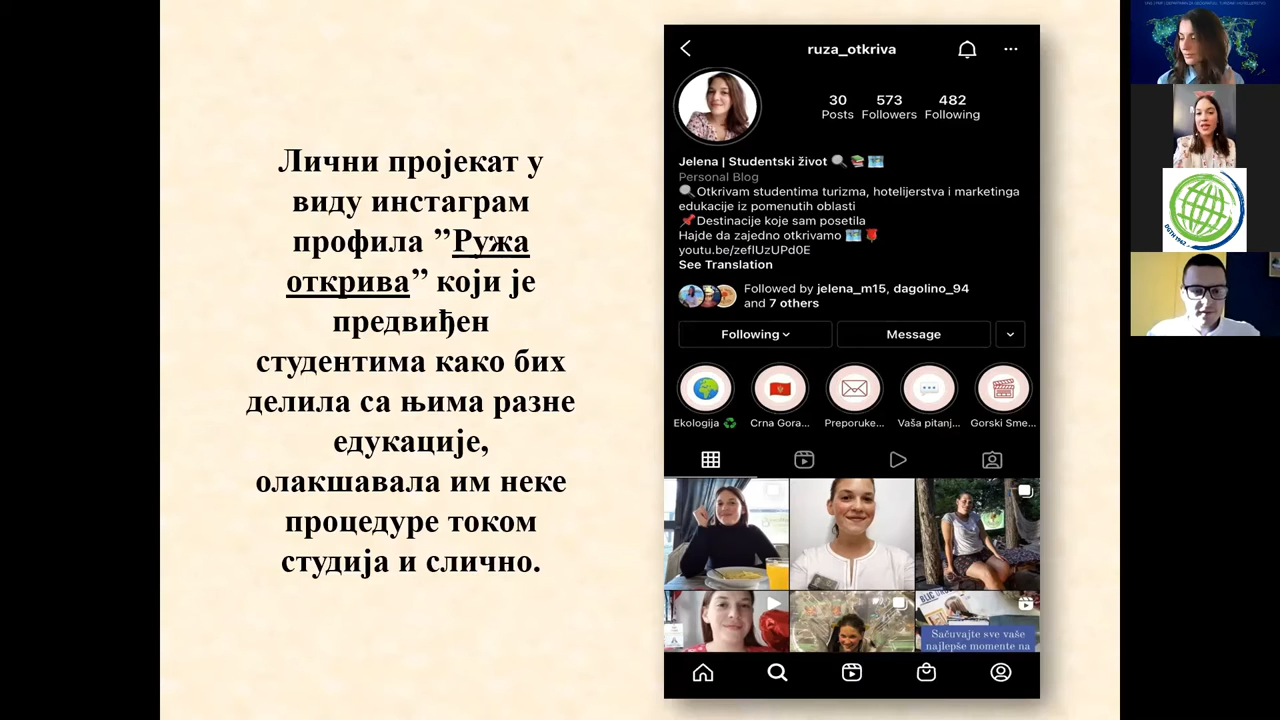 Лични пројекат у
виду инстаграм
профила ”Ружа
открива” који је
предвиђен
студентима како бих
делила са њима разне
едукације,
олакшавала им неке
процедуре током
студија и слично.
ruza_otkriva
30 573 482
Posts Followers Following
Jelena | Studentski život
Personal Blog
Otkrivam studentima turizma, hotelijerstva i marketinga
edukacije iz pomenutih oblasti
Destinacije koje sam posetila
Hajde da zajedno otkrivamo
youtu.be/zefIUzUPd0E
See Translation
Followed by jelena_m15, dagolino_94
and 7 others
Following Message
Ekologija Crna Gora... Preporuke... Vaša pitanj... Gorski Sme...
Sačuvajte sve vaše
najlepše momente na